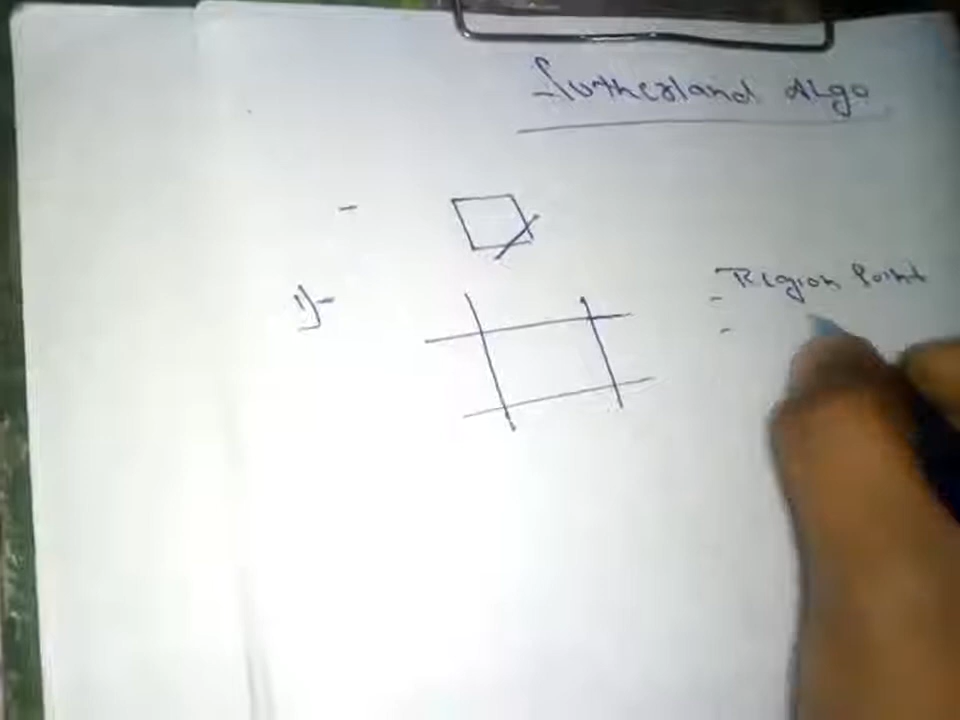 Sutherland Algo
1)-
- Region Point
-